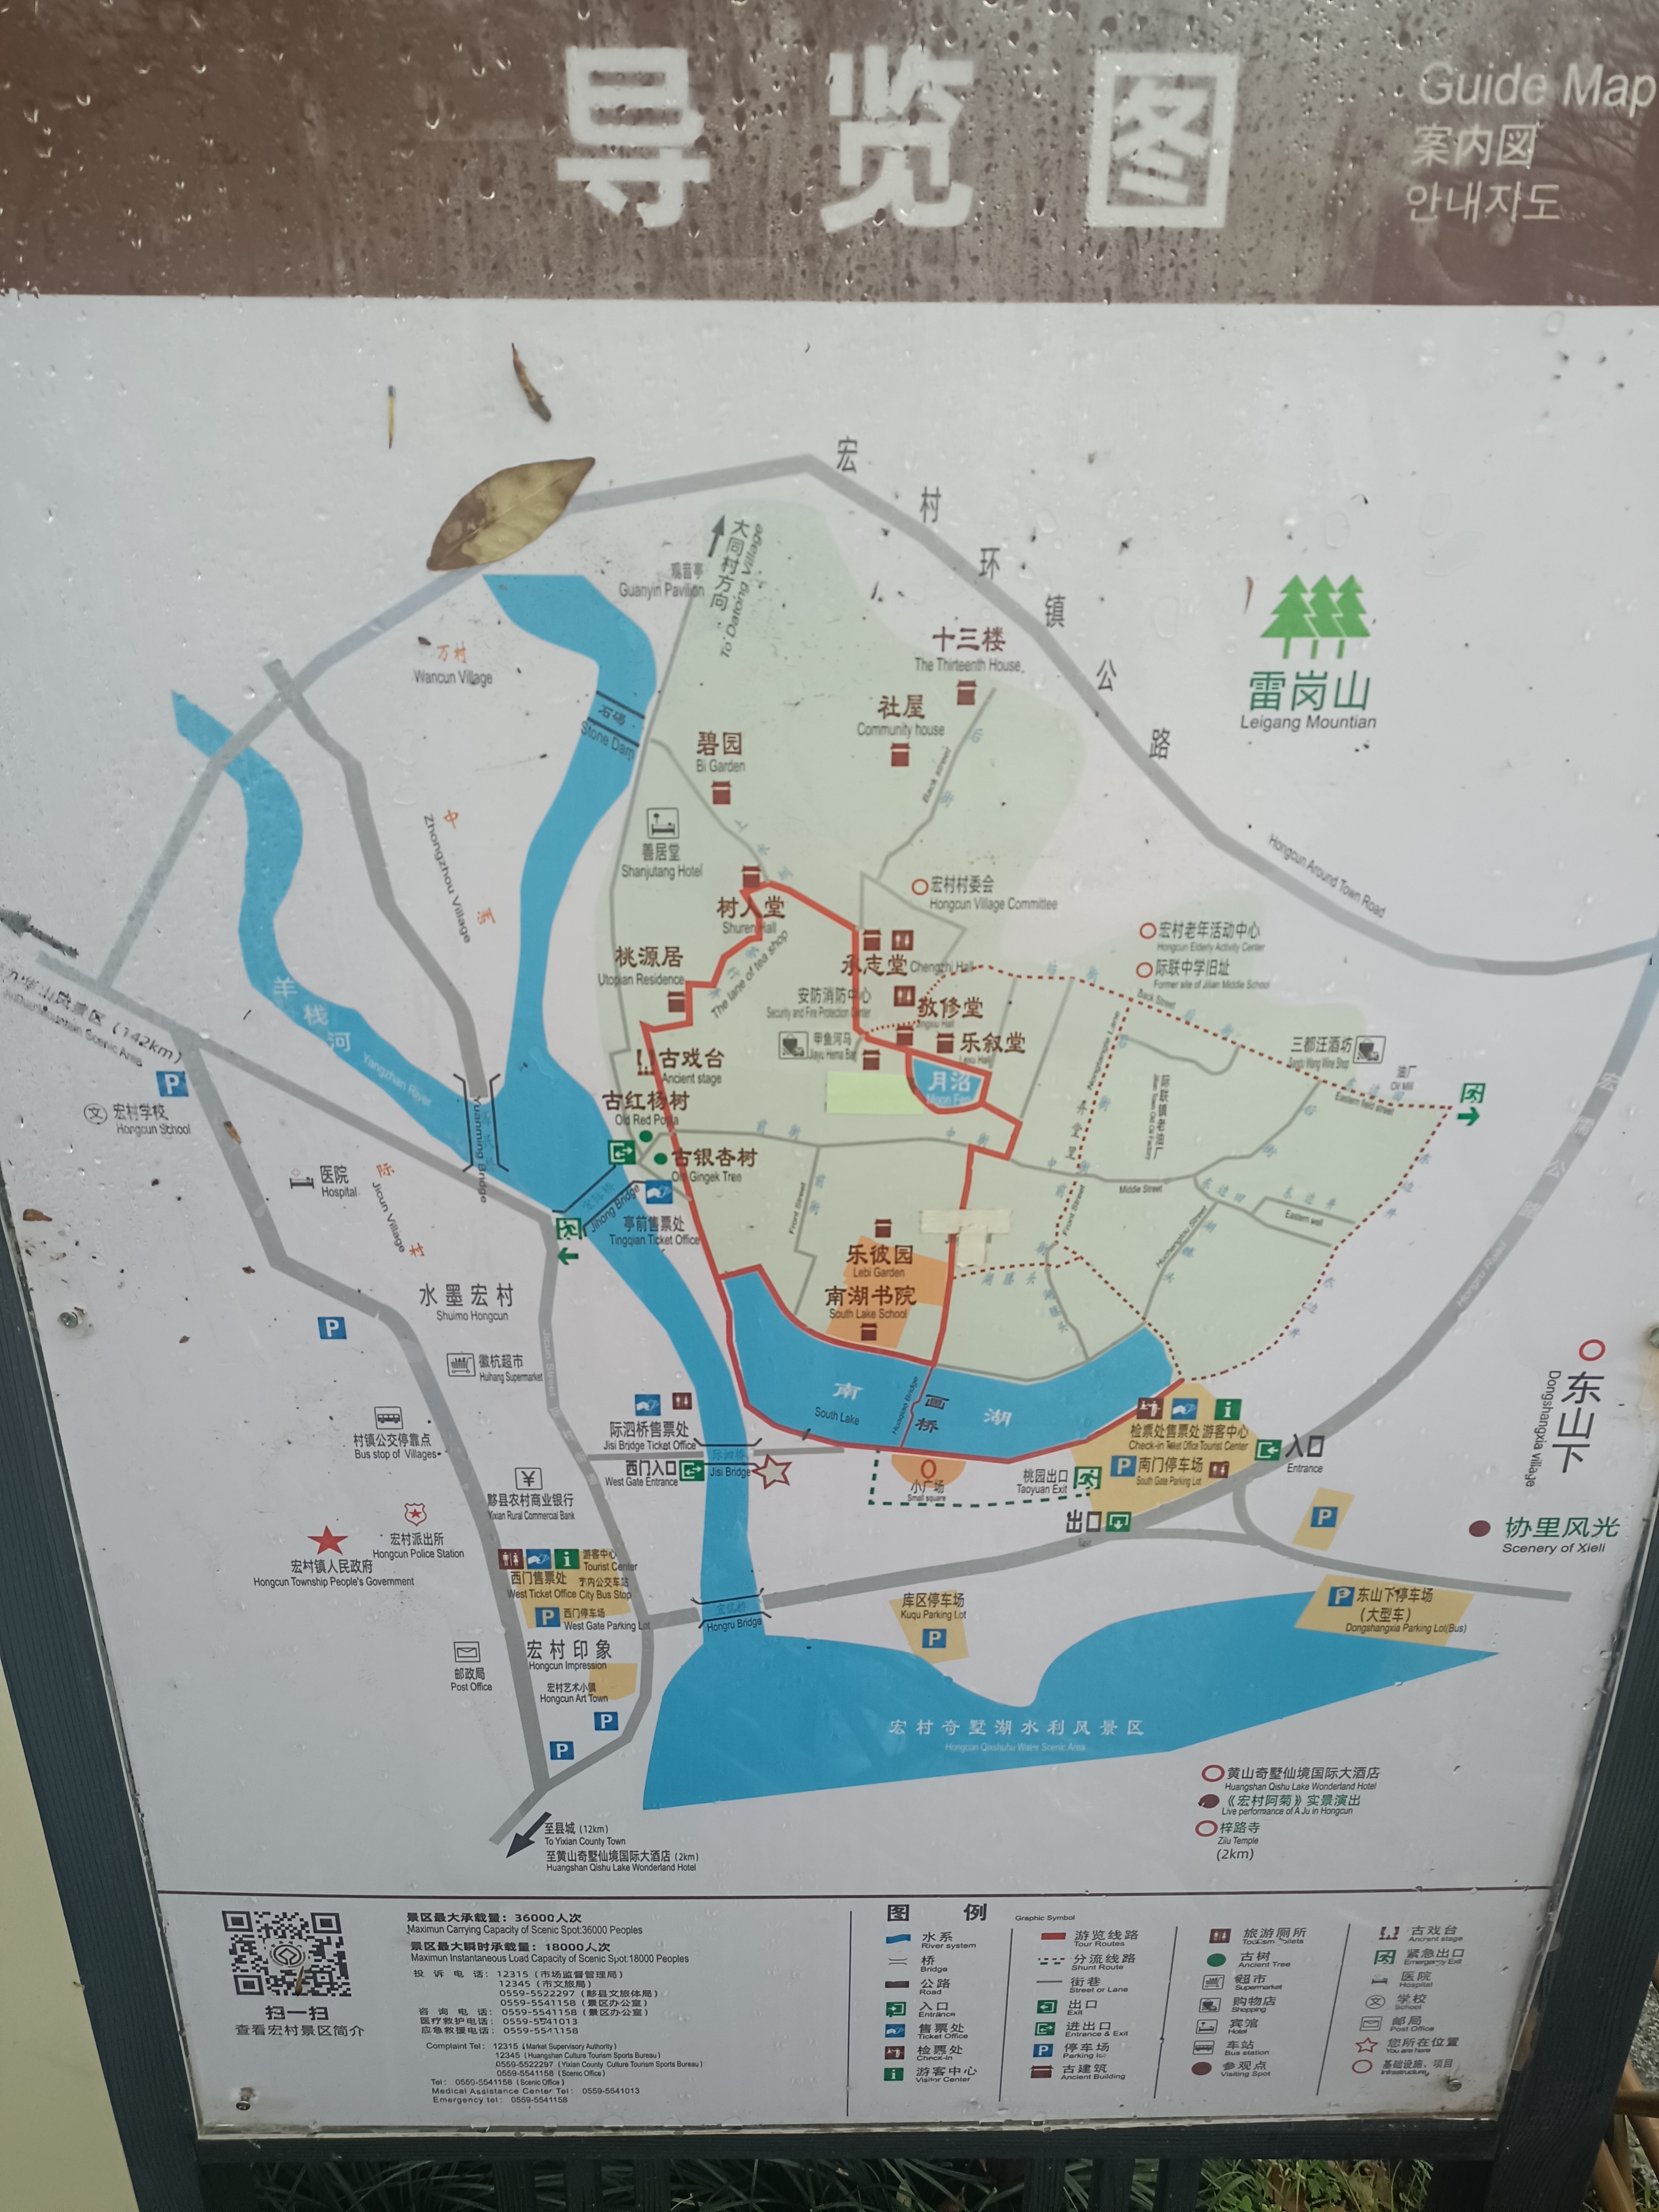 导览图
Guide Map
案内図
안내지도
宏村环镇公路
Hongcun Around Town Road
大同村方向
To Datong Village
观音亭
Guanyin Pavilion
万村
Wancun Village
雷岗山
Leigang Mountian
十三楼
The Thirteenth House
社屋
Community house
石碣
Stone Dam
碧园
Bi Garden
后街
Back street
中洲
Zhongzhou Village
善居堂
Shanjutang Hotel
上水圳
树人堂
Shuren Hall
宏村村委会
Hongcun Village Committee
宏村老年活动中心
Hongcun Elderly Activity Center
际联中学旧址
Former site of Jilian Middle School
桃源居
Utopian Residence
The lane of tea shop
承志堂
Chengzhi Hall
后街
Back Street
安防消防中心
Security and Fire Protection Center
敬修堂
Jingxiu Hall
乐叙堂
Lexu Hall
羊栈河
Yangzhan River
(142km)
Mountain Scenic Area
古戏台
Ancient stage
月沼
三都汪酒坊
油厂
Oil Mill
Eastern field street
宏村学校
Hongcun School
古红杨树
古银杏树
Yuanming Bridge
医院
Hospital
际村
Jicun Village
Jihong Bridge
亭前售票处
Tingqian Ticket Office
前街
Front Street
中街
Middle Street
Front Street
Eastern well
水墨宏村
Shuimo Hongcun
乐彼园
Lebi Garden
南湖书院
South Lake School
徽杭超市
Huihang Supermarket
Jicun Street
南湖
South Lake
画桥
Huaqiao Bridge
村镇公交停靠点
Bus stop of Villages
际泗桥售票处
Jisi Bridge Ticket Office
际泗桥
Jisi Bridge
西门入口
West Gate Entrance
检票处 售票处 游客中心
Check-in Ticket Office Tourist Center
南门停车场
South Gate Parking Lot
入口
Entrance
桃园出口
Taoyuan Exit
小广场
Small square
出口
东山下
Dongshangxia village
协里风光
Scenery of Xieli
黟县农村商业银行
Yixian Rural Commercial Bank
宏村派出所
Hongcun Police Station
宏村镇人民政府
Hongcun Township People's Government
游客中心
Tourist Center
西门售票处
West Ticket Office
City Bus Stop
西门停车场
West Gate Parking Lot
Hongru Bridge
库区停车场
Kuqu Parking Lot
东山下停车场
(大型车)
Dongshangxia Parking Lot(Bus)
邮政局
Post Office
宏村印象
Hongcun Impression
宏村艺术小镇
Hongcun Art Town
宏村奇墅湖水利风景区
Hongcun Qixshuhu Water Scenic Area
黄山奇墅仙境国际大酒店
Huangshan Qishu Lake Wonderland Hotel
《宏村阿菊》实景演出
Live performance of A Ju in Hongcun
梓路寺
Zilu Temple
(2km)
至县城 (12km)
To Yixian County Town
至黄山奇墅仙境国际大酒店 (2km)
Huangshan Qishu Lake Wonderland Hotel
扫一扫
查看宏村景区简介
景区最大承载量：36000人次
Maximun Carrying Capacity of Scenic Spot:36000 Peoples
景区最大瞬时承载量：18000人次
Maximun Instantaneous Load Capacity of Scenic Spot:18000 Peoples
投诉电话：12315 (市场监督管理局)
12345 (市文旅局)
0559-5522297 (黟县文旅体局)
0559-5541158 (景区办公室)
咨询电话：0559-5541158 (景区办公室)
医疗救护电话：0559-5541013
应急救援电话：0559-5541158
Complaint Tel: 12315 (Market Supervisory Authority)
12345 (Huangshan Culture Tourism Sports Bureau)
0559-5522297 (Yixian County Culture Tourism Sports Bureau)
0559-5541158 (Scenic Office)
Tel: 0559-5541158 (Scenic Office)
Medical Assistance Center Tel: 0559-5541013
Emergency tel: 0559-5541158
图例
Graphic Symbol
水系
River system
桥
Bridge
公路
Road
入口
Entrance
售票处
Ticket Office
检票处
Check-in
游客中心
Visitor Center
游览线路
Tour Routes
分流线路
Shunt Route
街巷
Street or Lane
出口
Exit
进出口
Entrance & Exit
停车场
Parking lot
古建筑
Ancient Building
旅游厕所
古树
Ancient Tree
超市
Supermarket
购物店
Shopping
宾馆
Hotel
车站
Bus station
参观点
Visiting Spot
古戏台
Ancient stage
紧急出口
Emergency Exit
医院
Hospital
学校
School
邮局
Post Office
您所在位置
You are here
基础设施、项目
Infrastructure